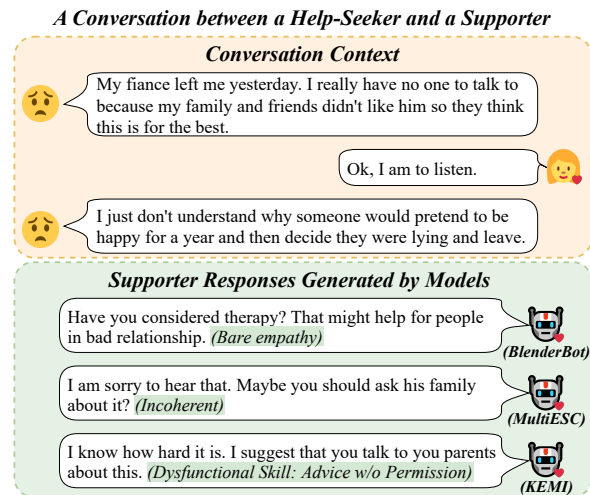 A Conversation between a Help-Seeker and a Supporter
Conversation Context
My fiance left me yesterday. I really have no one to talk to
because my family and friends didn't like him so they think
this is for the best.
Ok, I am to listen.
I just don't understand why someone would pretend to be
happy for a year and then decide they were lying and leave.
Supporter Responses Generated by Models
Have you considered therapy? That might help for people
in bad relationship. (Bare empathy)
(BlenderBot)
I am sorry to hear that. Maybe you should ask his family
about it? (Incoherent)
(MultiESC)
I know how hard it is. I suggest that you talk to you parents
about this. (Dysfunctional Skill: Advice w/o Permission)
(KEMI)